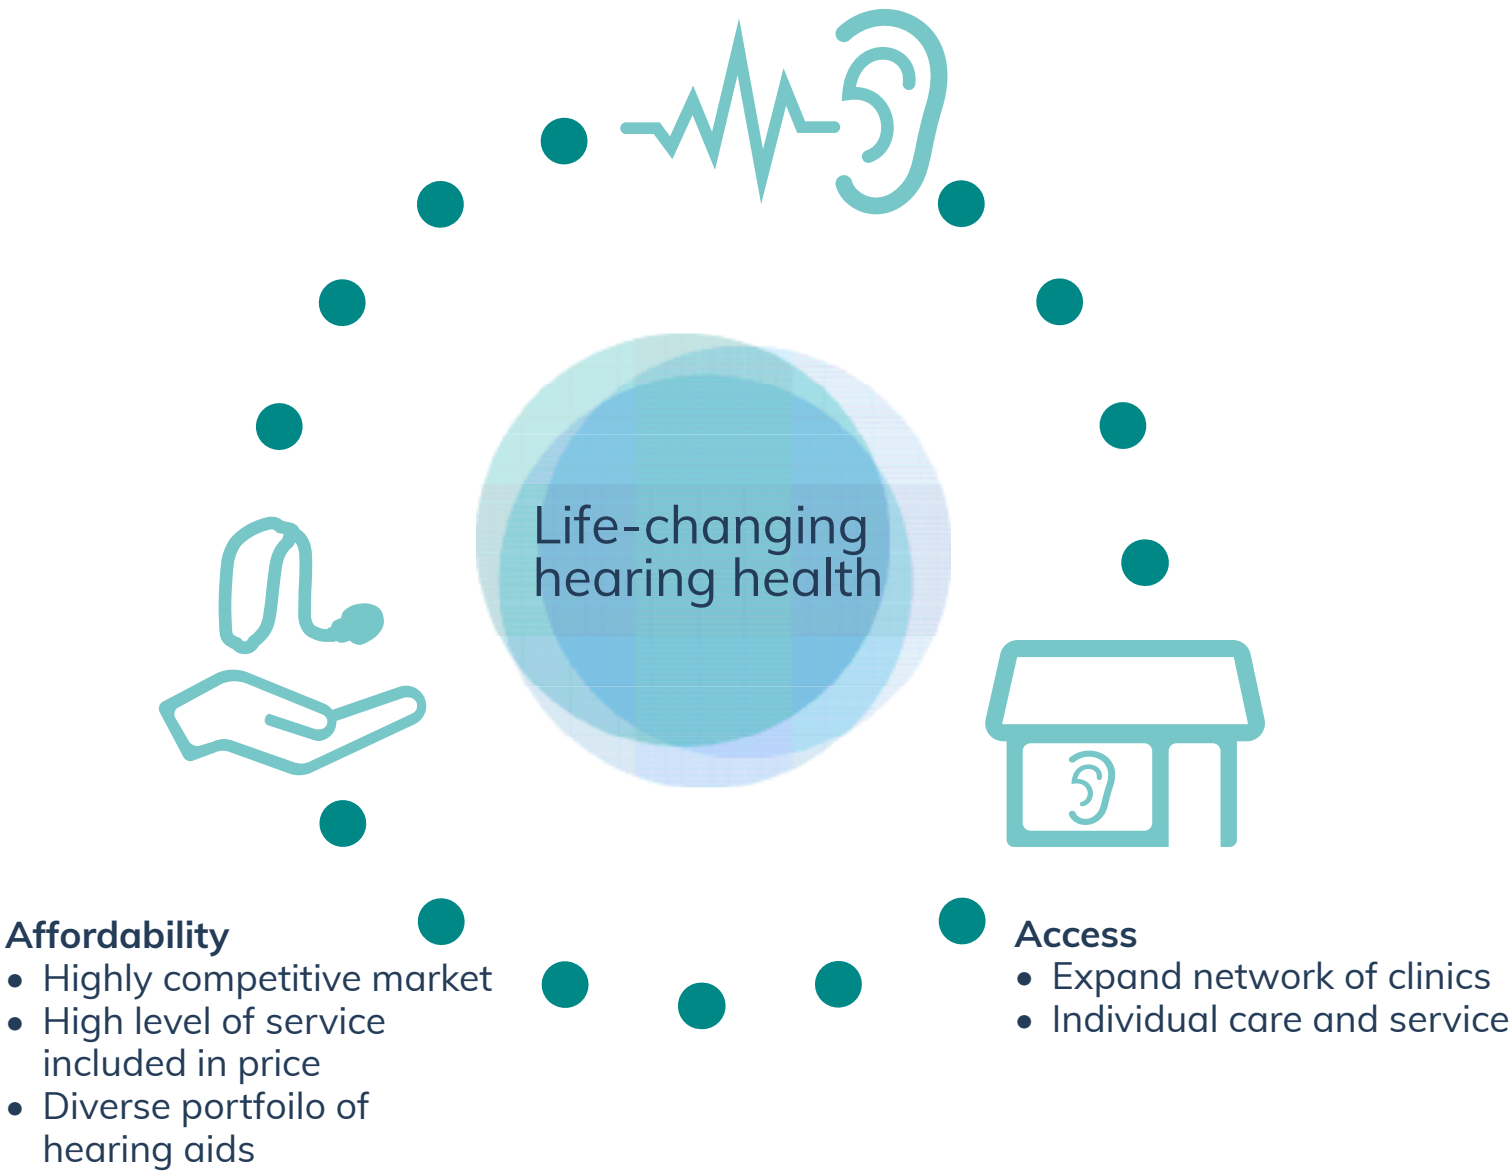 Life-changing
hearing health
Affordability
• Highly competitive market
• High level of service
included in price
• Diverse portfoilo of
hearing aids
Access
• Expand network of clinics
• Individual care and service